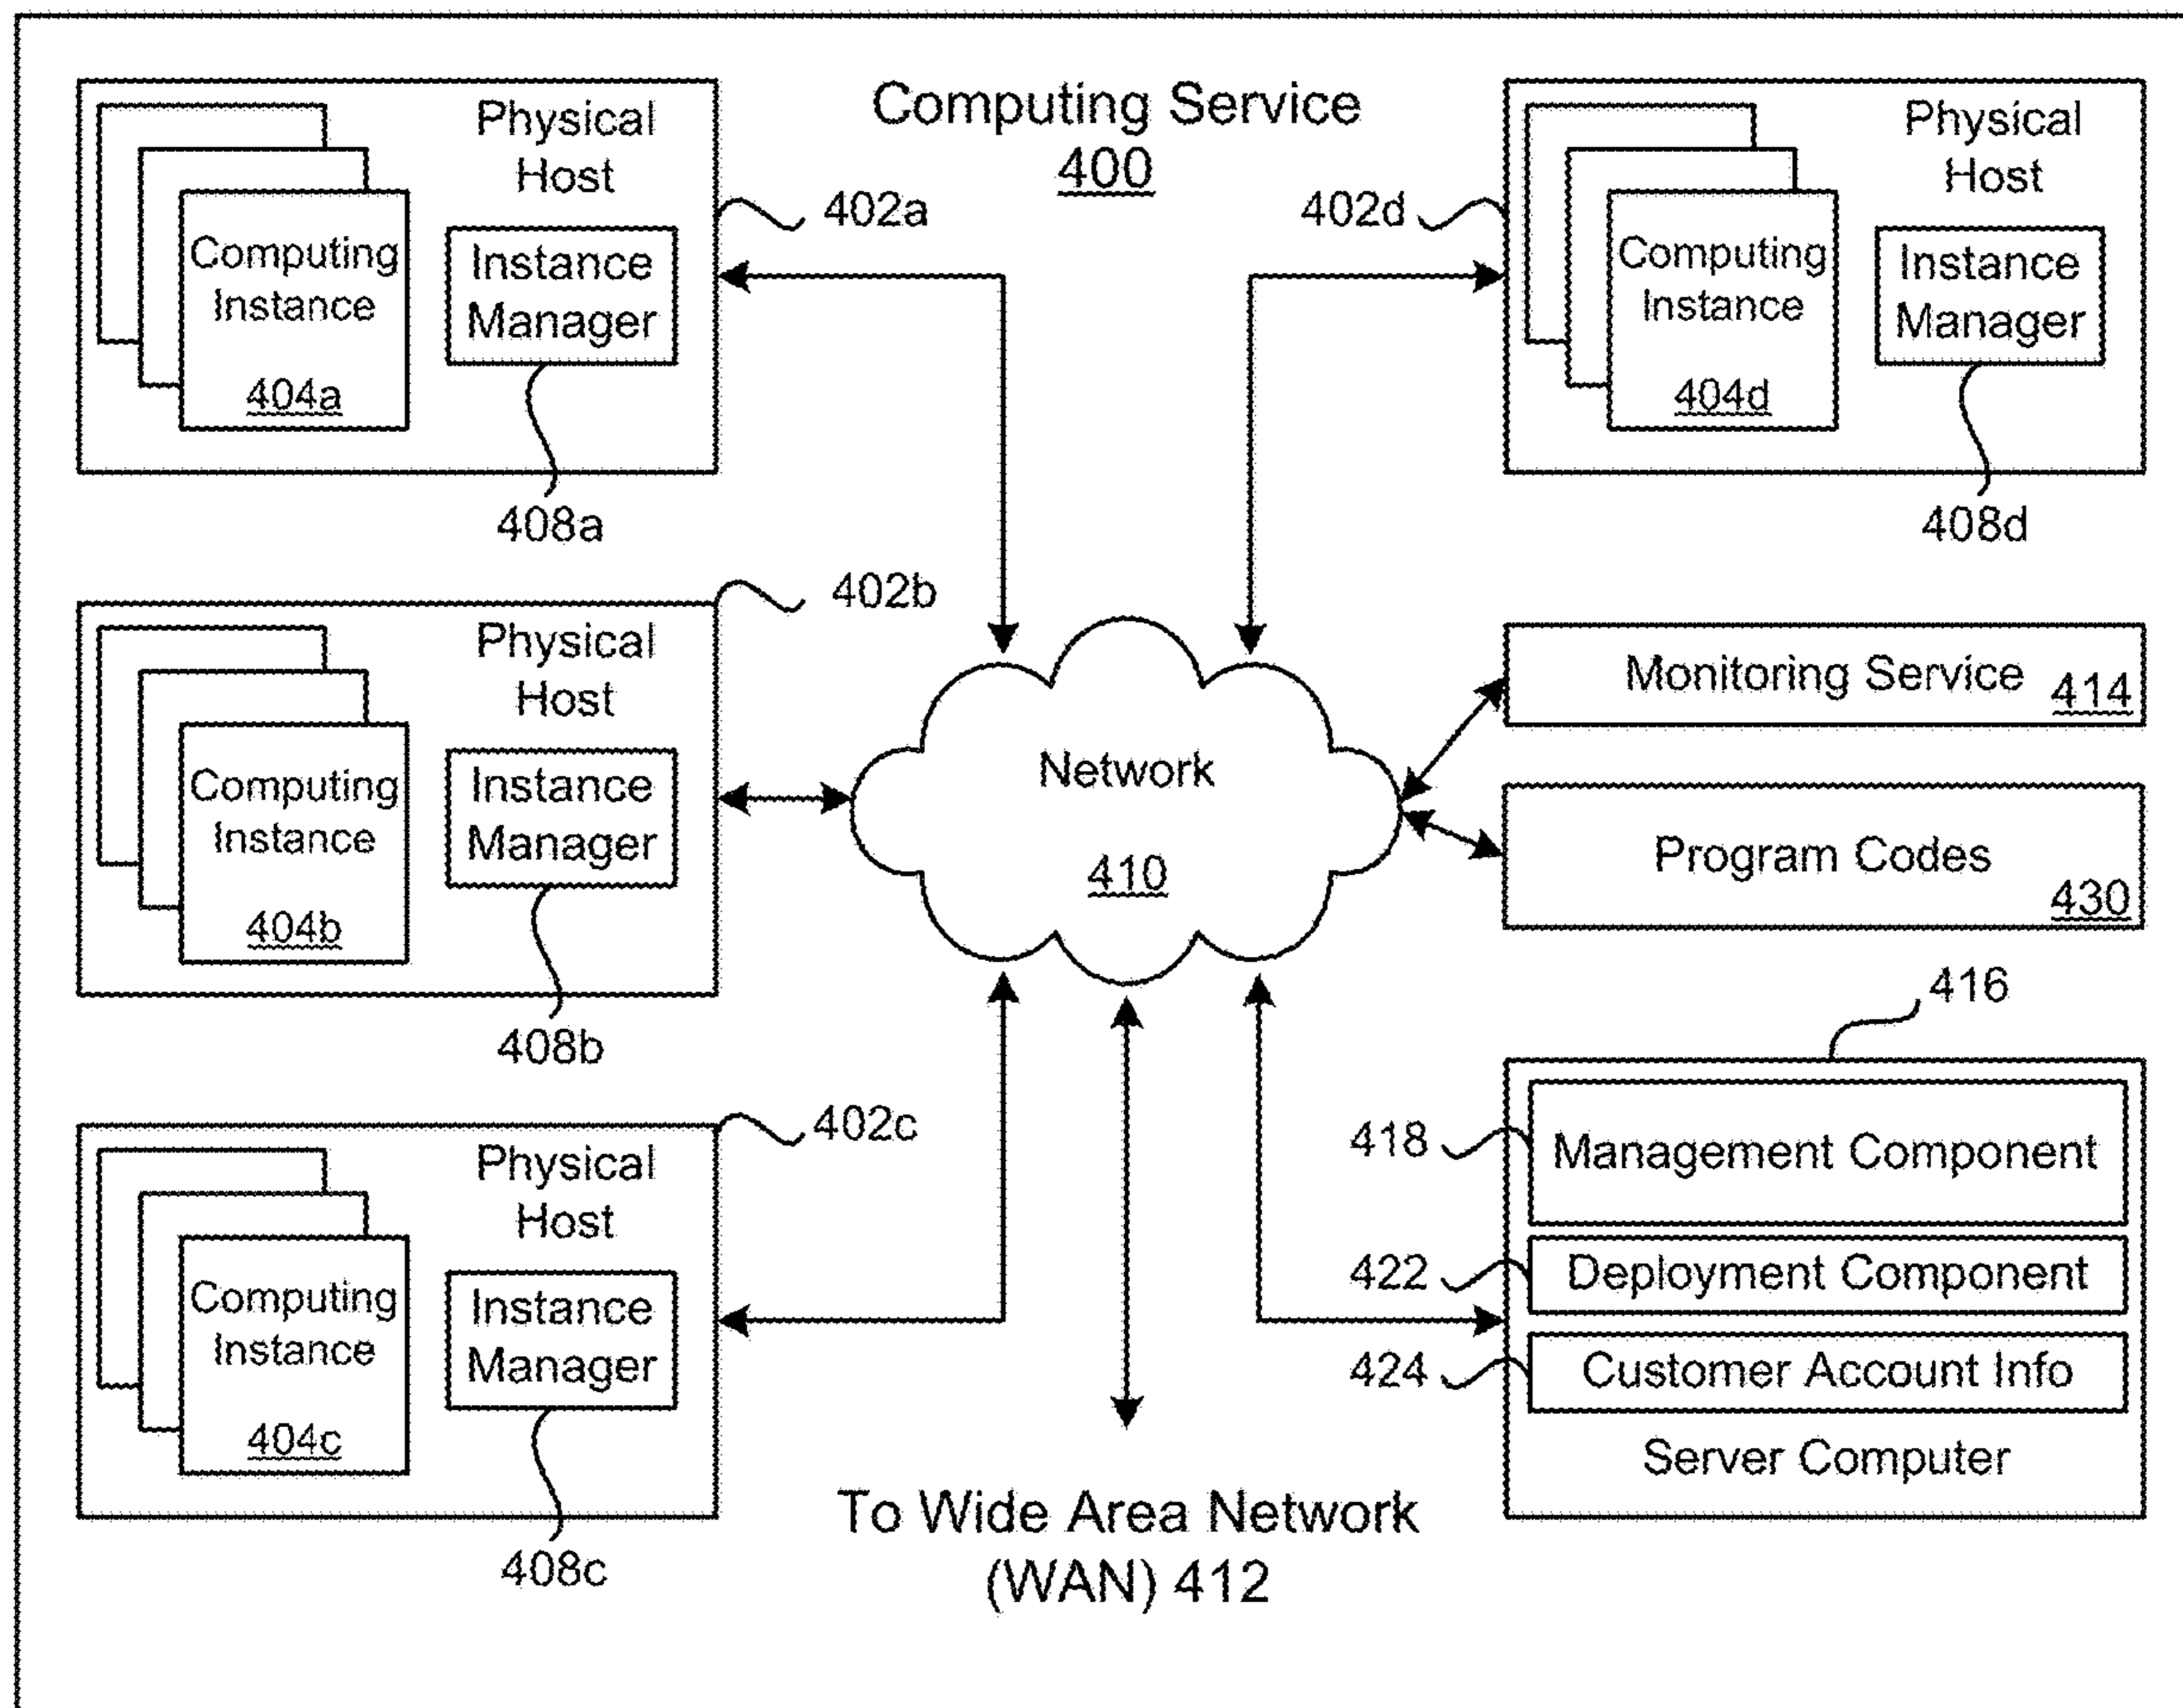 Computing Service
400
Physical
Host
402a
Computing
Instance
404a
Instance
Manager
408a
Physical
Host
402d
Computing
Instance
404d
Instance
Manager
408d
Physical
Host
402b
Computing
Instance
404b
Instance
Manager
408b
Network
410
Monitoring Service
414
Program Codes
430
Physical
Host
402c
Computing
Instance
404c
Instance
Manager
408c
416
418
Management Component
422
Deployment Component
424
Customer Account Info
Server Computer
To Wide Area Network
(WAN) 412